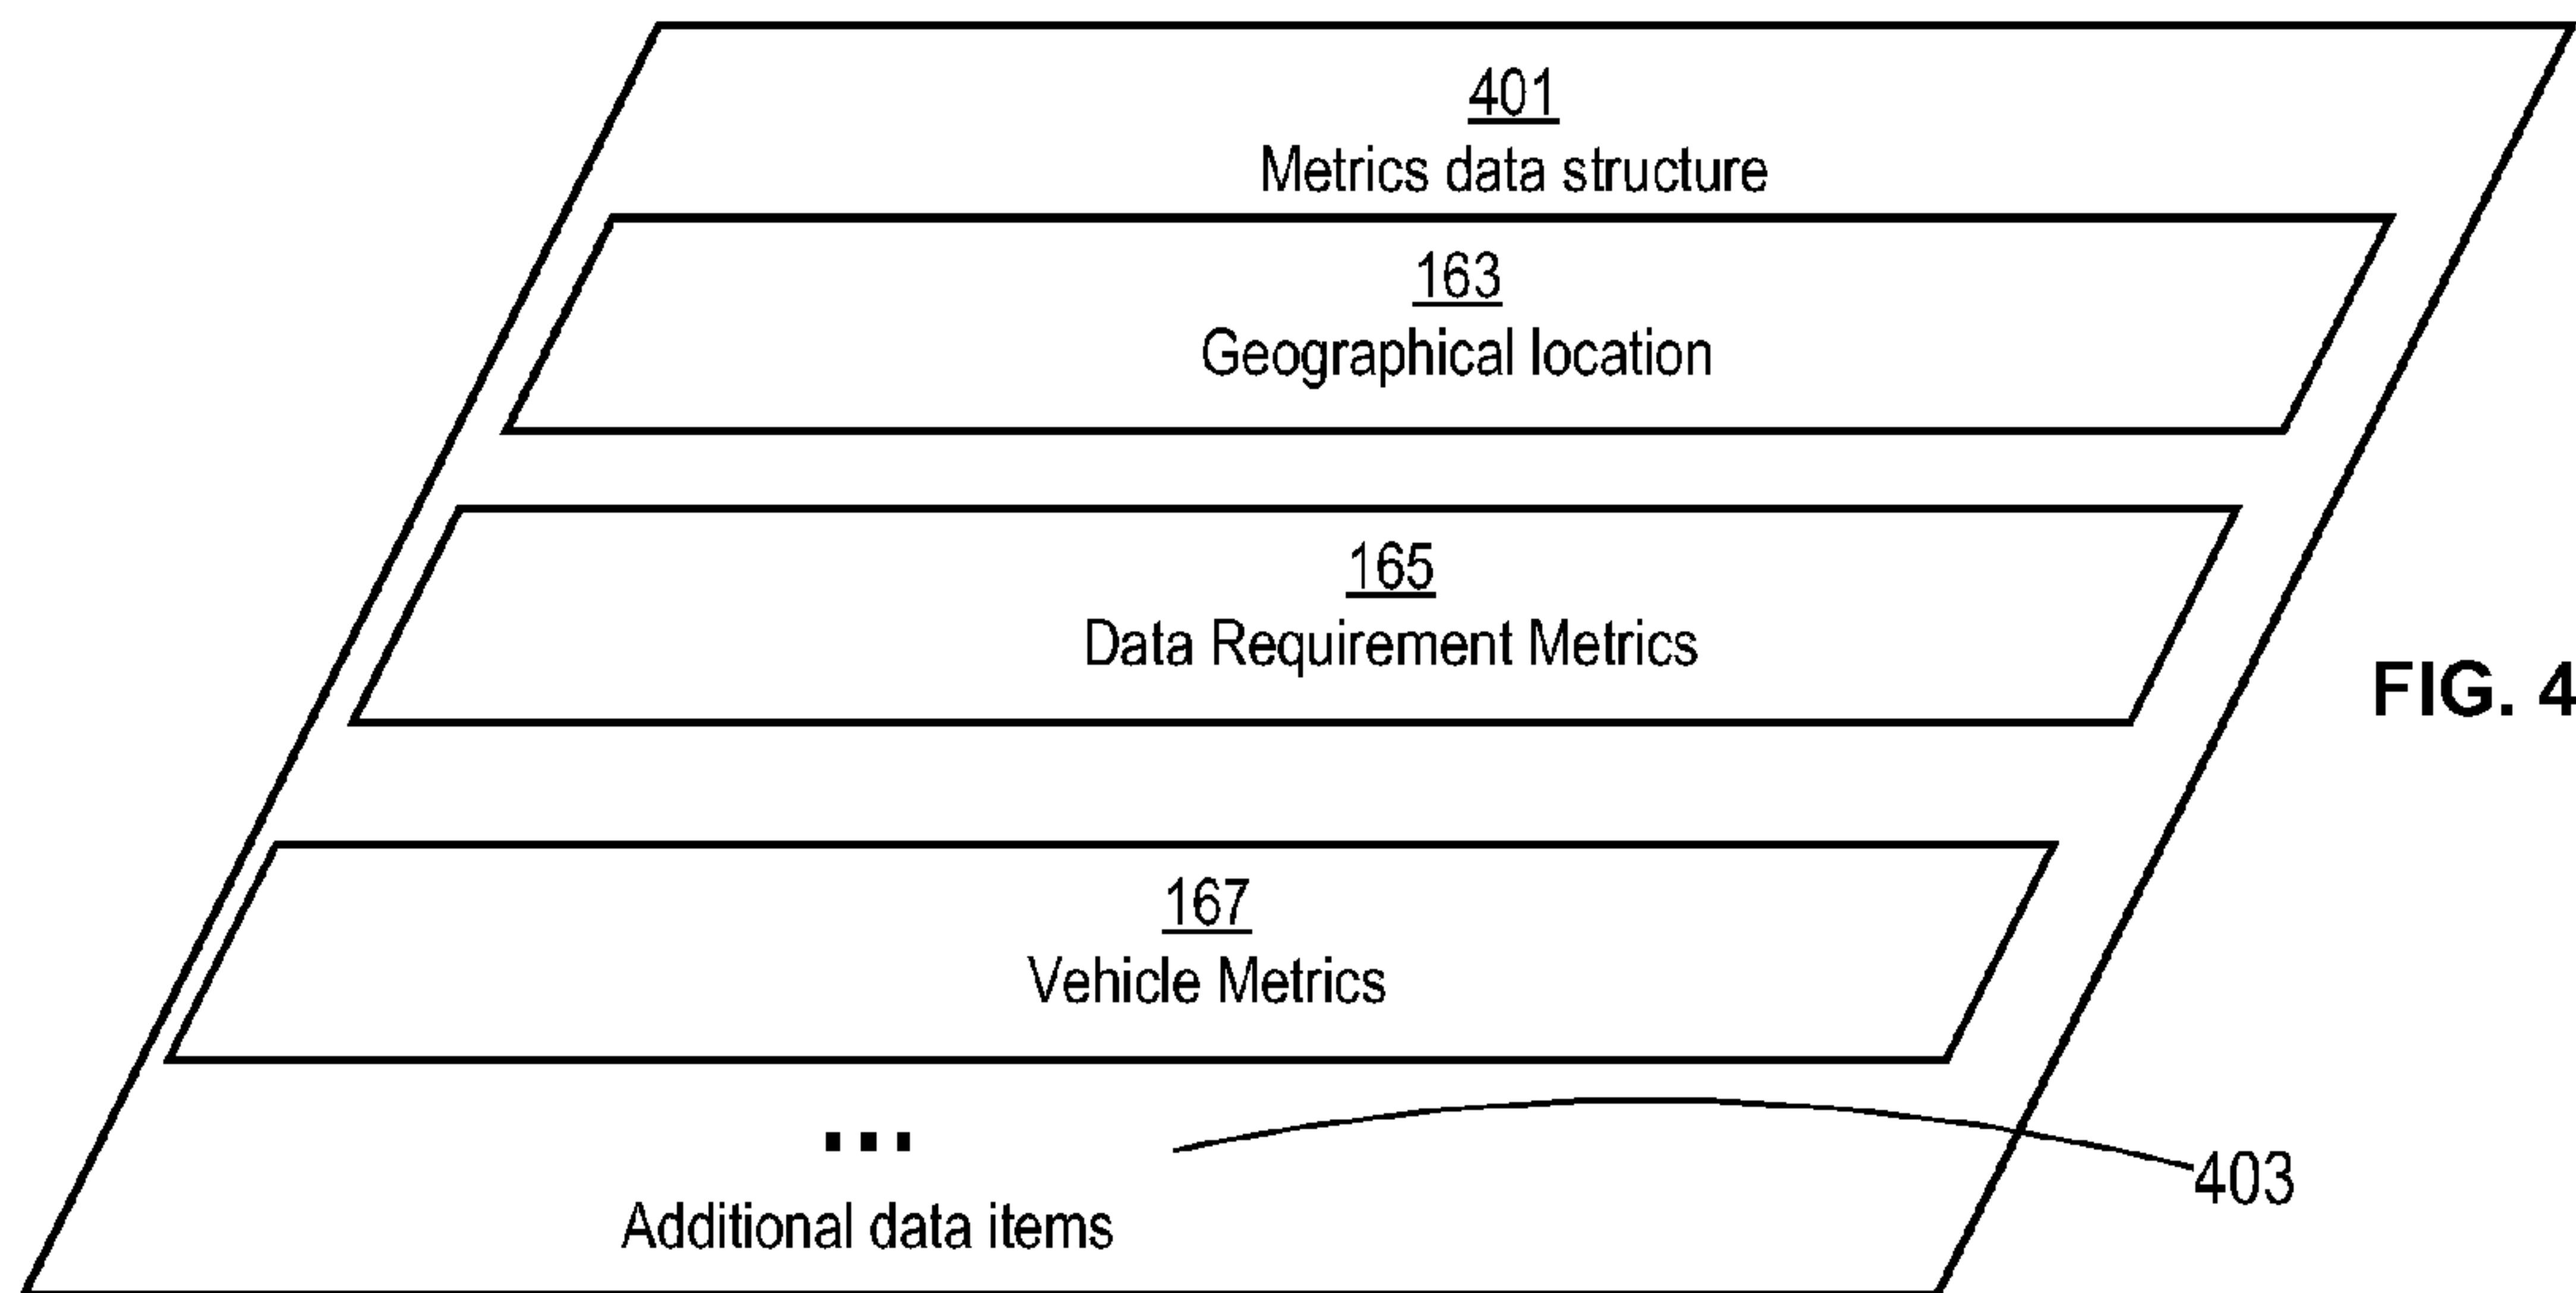 401
Metrics data structure
163
Geographical location
165
Data Requirement Metrics
FIG. 4
167
Vehicle Metrics
...
403
Additional data items